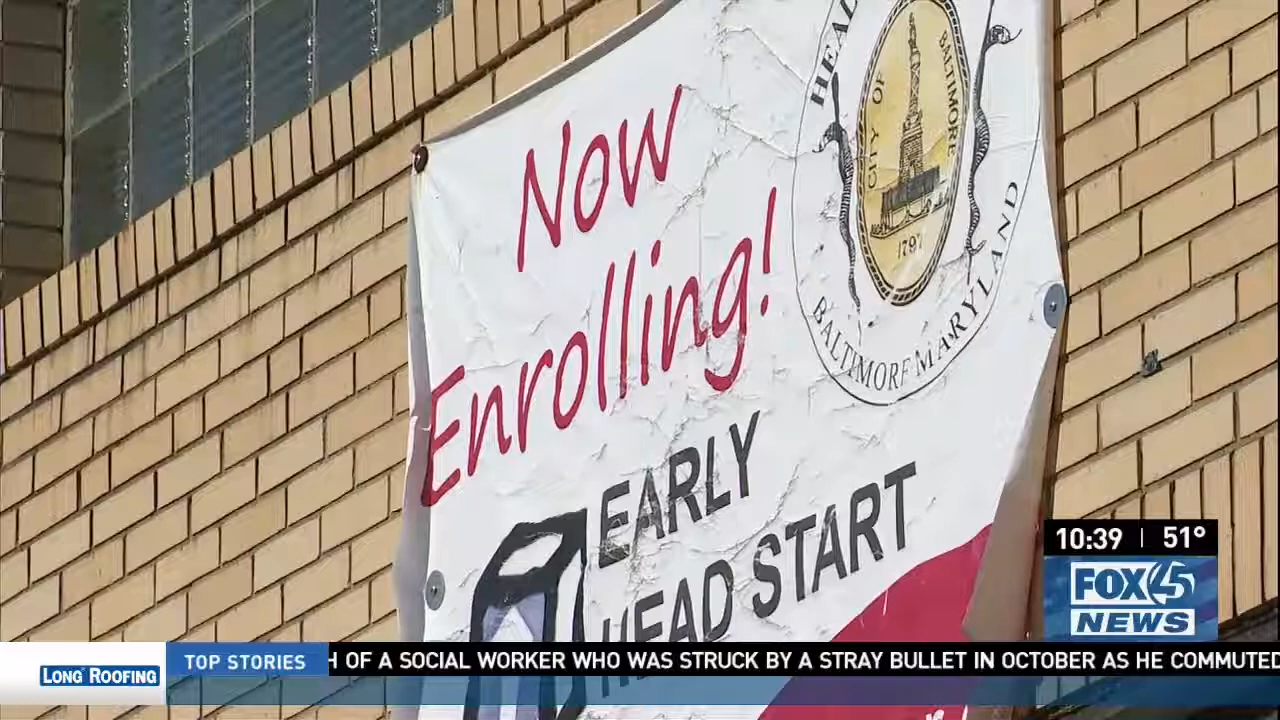 Now
Enrolling!
EARLY
HEAD START
HEAD
CITY OF
BALTIMORE
1797
BALTIMORE MARYLAND
10:39 | 51°
FOX45
NEWS
LONG ROOFING
TOP STORIES
H OF A SOCIAL WORKER WHO WAS STRUCK BY A STRAY BULLET IN OCTOBER AS HE COMMUTED